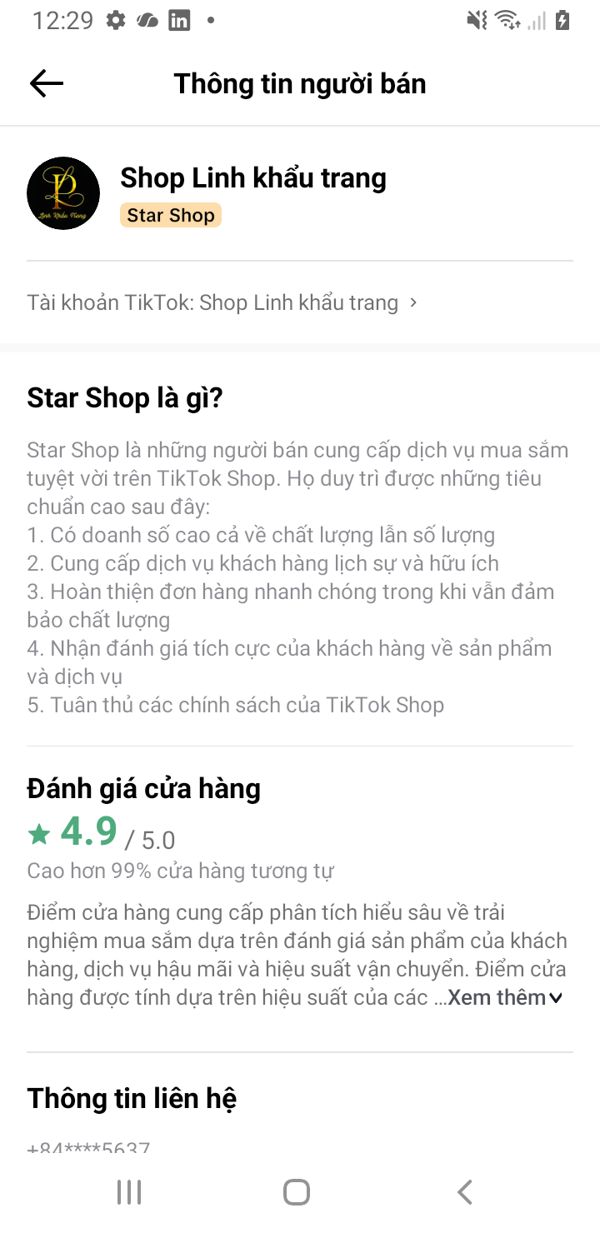 12:29
Thông tin người bán
Linh Khẩu Trang
Shop Linh khẩu trang
Star Shop
Tài khoản TikTok: Shop Linh khẩu trang
Star Shop là gì?
Star Shop là những người bán cung cấp dịch vụ mua sắm
tuyệt vời trên TikTok Shop. Họ duy trì được những tiêu
chuẩn cao sau đây:
1. Có doanh số cao cả về chất lượng lẫn số lượng
2. Cung cấp dịch vụ khách hàng lịch sự và hữu ích
3. Hoàn thiện đơn hàng nhanh chóng trong khi vẫn đảm
bảo chất lượng
4. Nhận đánh giá tích cực của khách hàng về sản phẩm
và dịch vụ
5. Tuân thủ các chính sách của TikTok Shop
Đánh giá cửa hàng
4.9 / 5.0
Cao hơn 99% cửa hàng tương tự
Điểm cửa hàng cung cấp phân tích hiểu sâu về trải
nghiệm mua sắm dựa trên đánh giá sản phẩm của khách
hàng, dịch vụ hậu mãi và hiệu suất vận chuyển. Điểm cửa
hàng được tính dựa trên hiệu suất của các ...Xem thêm
Thông tin liên hệ
+84****5637